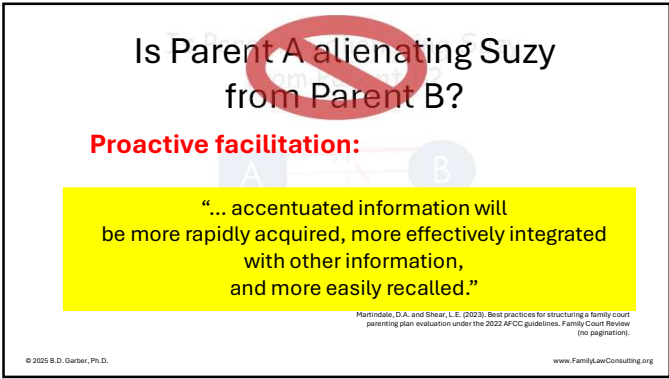 Is Parent A alienating Suzy
from Parent B?
Proactive facilitation:
A
B
“... accentuated information will
be more rapidly acquired, more effectively integrated
with other information,
and more easily recalled.”
Martindale, D.A. and Shear, L.E. (2023). Best practices for structuring a family court
parenting plan evaluation under the 2022 AFCC guidelines. Family Court Review
(no pagination).
© 2025 B.D. Garber, Ph.D.
www.FamilyLawConsulting.org